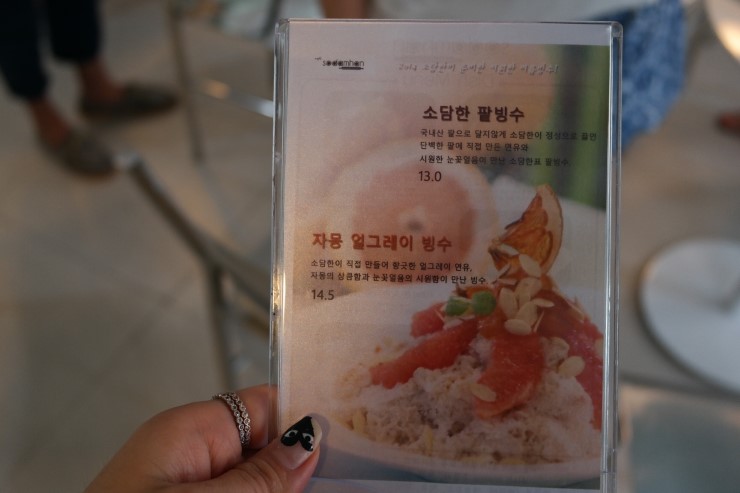 sodamhan
소담한 팥빙수
국내산 팥으로 달지않게 소담한이 정성으로 끓인
단백한 팥에 직접 만든 연유와
시원한 눈꽃얼음이 만난 소담한표 팥빙수
13.0
자몽 얼그레이 빙수
소담한이 직접 만들어 향긋한 얼그레이 연유,
자몽의 상큼함과 눈꽃얼음의 시원함이 만난 빙수
14.5